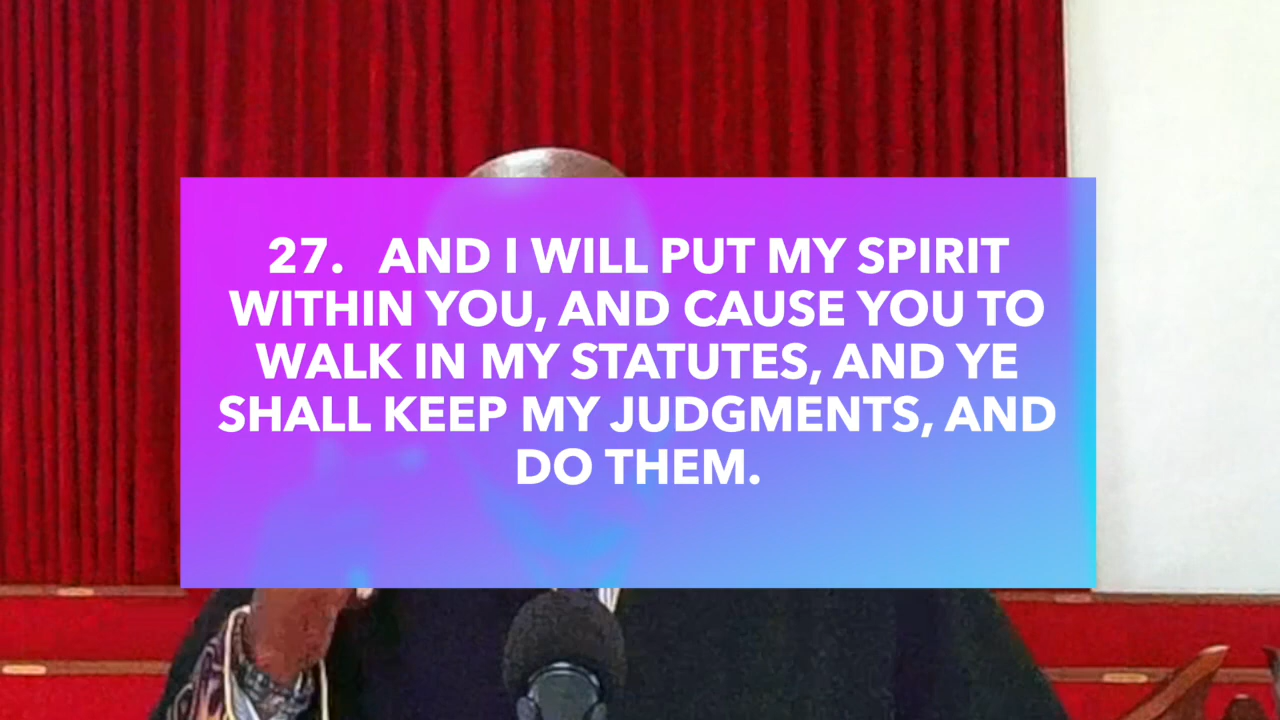 27.   AND I WILL PUT MY SPIRIT
WITHIN YOU, AND CAUSE YOU TO
WALK IN MY STATUTES, AND YE
SHALL KEEP MY JUDGMENTS, AND
DO THEM.